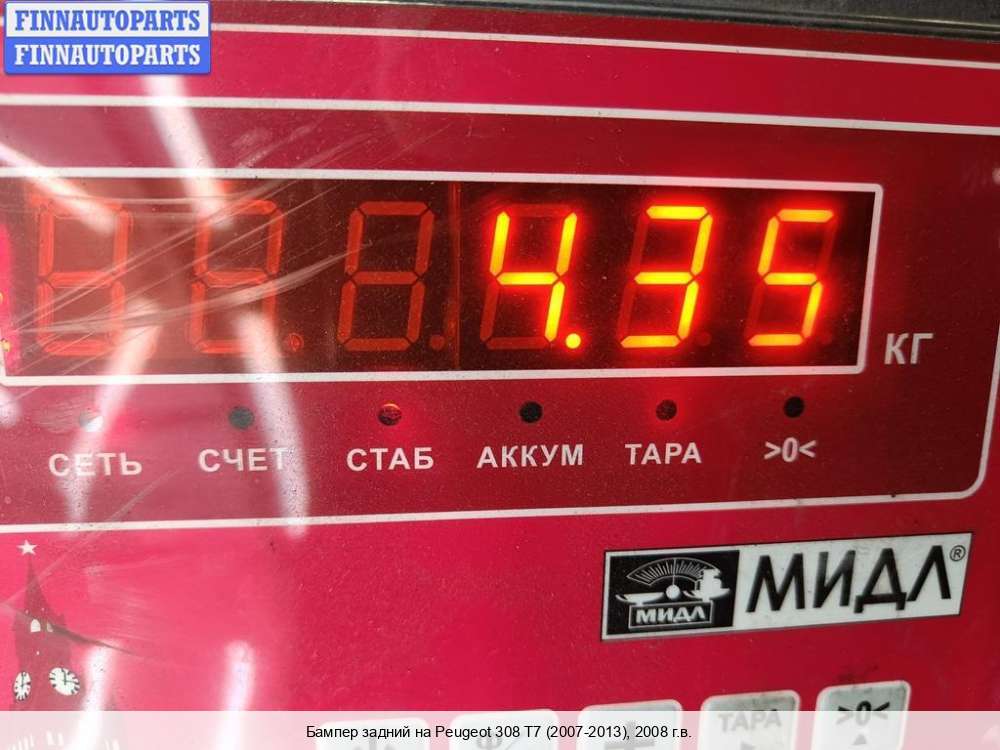 FINNAUTOPARTS
FINNAUTOPARTS
4.35
КГ
СЕТЬ СЧЕТ СТАБ АККУМ ТАРА >0<
МИДЛ МИДЛ®
ТАРА >0<
Бампер задний на Peugeot 308 T7 (2007-2013), 2008 г.в.